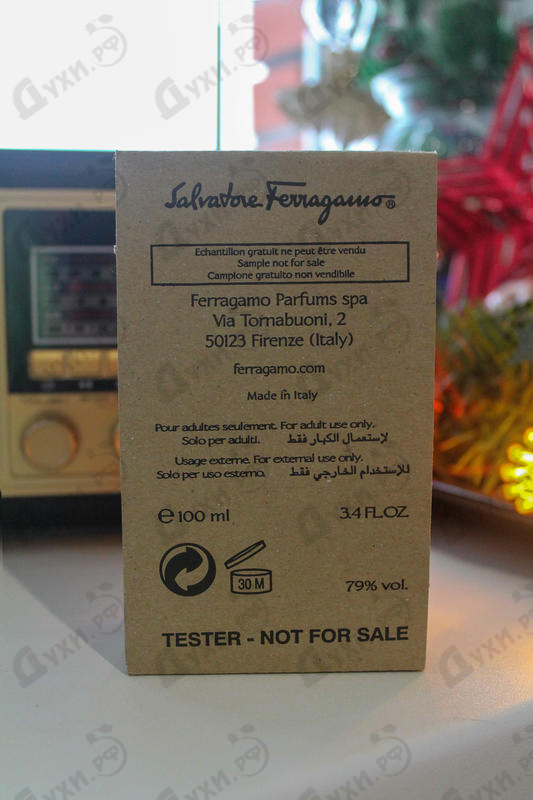 Salvatore Ferragamo®
Echantillon gratuit ne peut être vendu
Sample not for sale
Campione gratuito non vendibile
Ferragamo Parfums spa
Via Tornabuoni, 2
50123 Firenze (Italy)
ferragamo.com
Made in Italy
Pour adultes seulement. For adult use only.
Solo per adulti. لإستعمال الكبار فقط
Usage externe. For external use only.
Solo per uso esterno. للإستخدام الخارجي فقط
℮ 100 ml 3.4 FL.OZ.
30 M
79% vol.
TESTER - NOT FOR SALE
Духи.рф